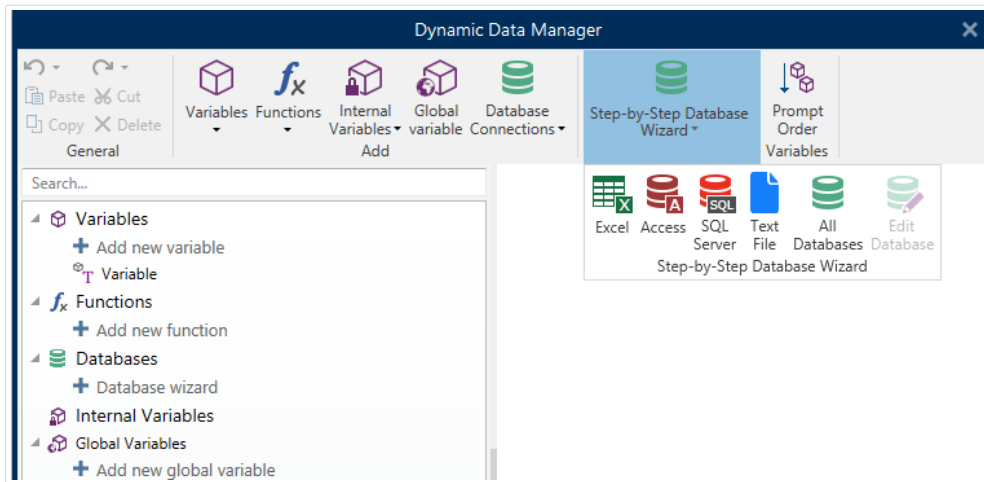 Dynamic Data Manager
Paste Cut
Copy Delete
General
Variables Functions Internal Variables Global variable Database Connections
Add
Step-by-Step Database Wizard
Prompt Order
Variables
Search...
Variables
Add new variable
T Variable
fx Functions
Add new function
Databases
Database wizard
Internal Variables
Global Variables
Add new global variable
X A SQL
Excel Access SQL Server Text File All Databases Edit Database
Step-by-Step Database Wizard